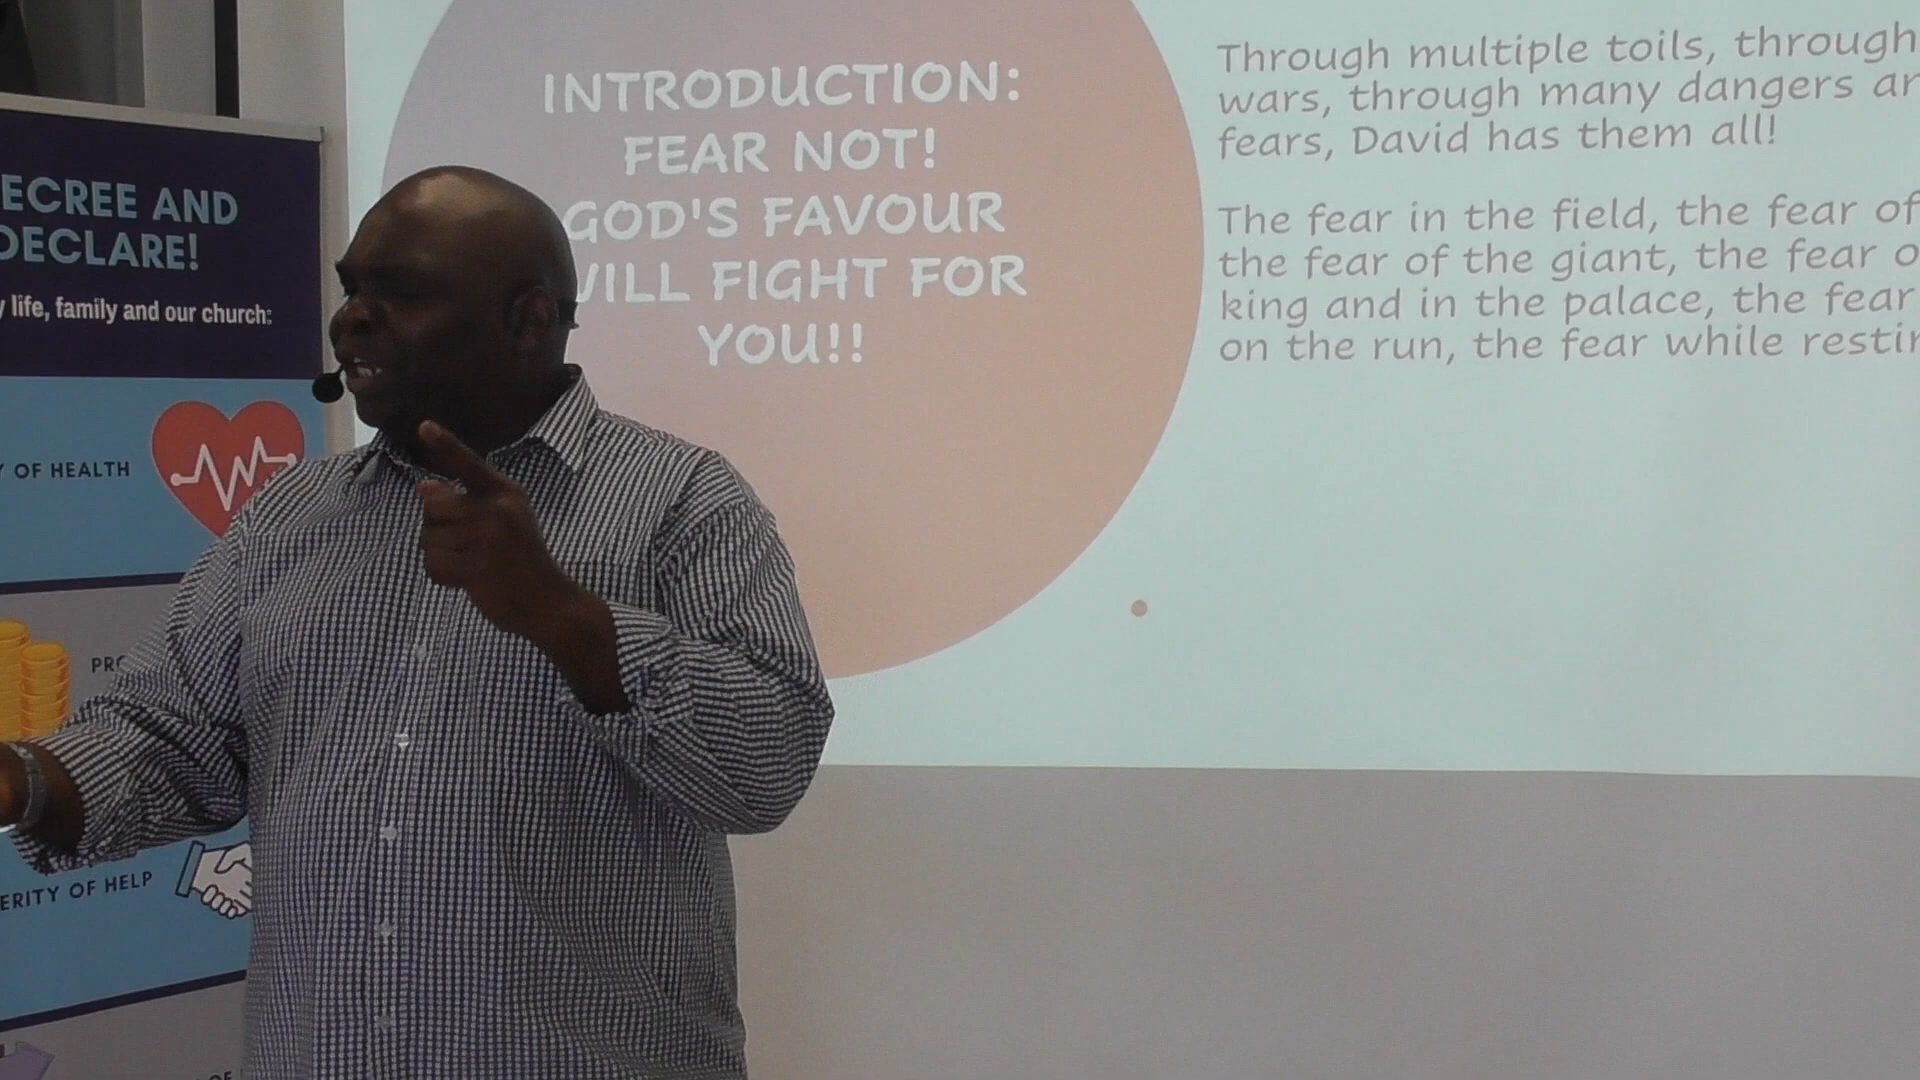 ECREE AND
DECLARE!
life, family and our church:
OF HEALTH
ERITY OF HELP
OF
INTRODUCTION:
FEAR NOT!
GOD'S FAVOUR
WILL FIGHT FOR
YOU!!
Through multiple toils, through
wars, through many dangers
fears, David has them all!
The fear in the field, the fear of
the fear of the giant, the fear
king and in the palace, the fear
on the run, the fear while